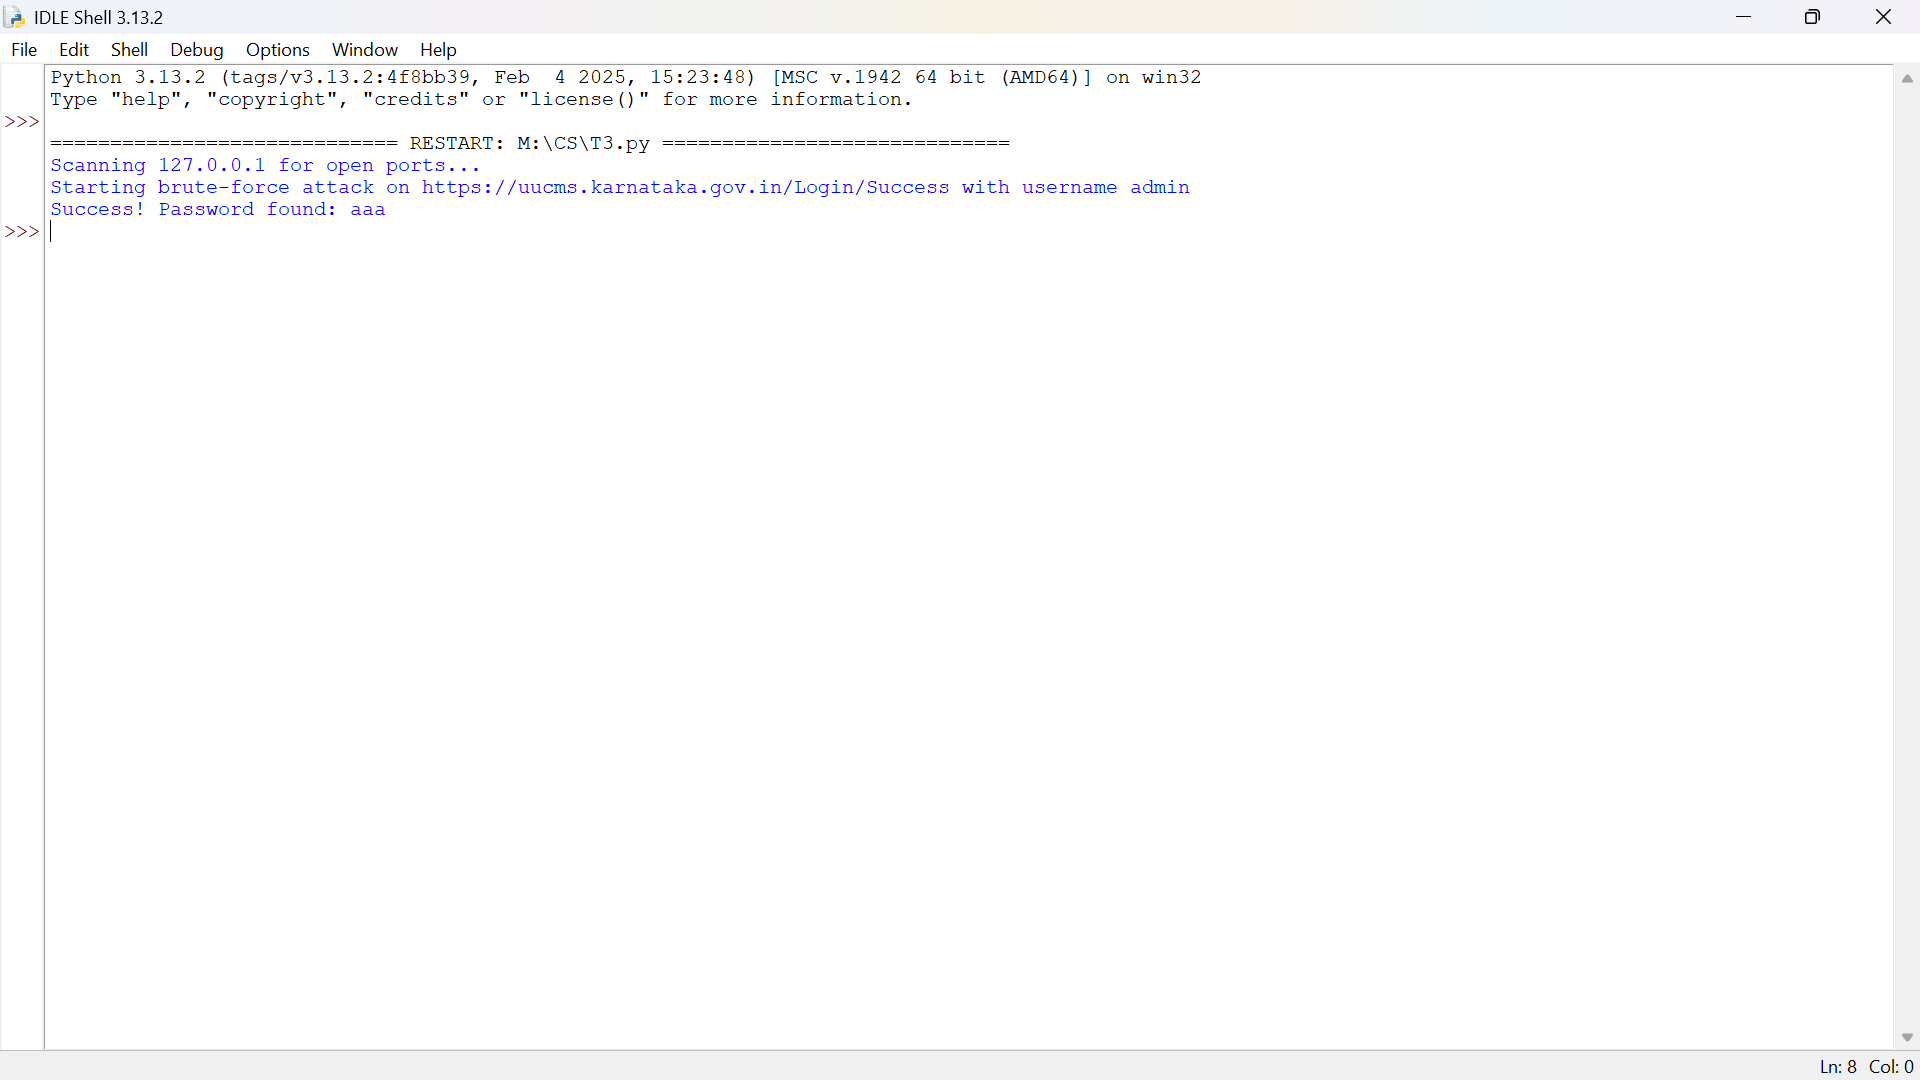 IDLE Shell 3.13.2
File Edit Shell Debug Options Window Help
Python 3.13.2 (tags/v3.13.2:4f8bb39, Feb  4 2025, 15:23:48) [MSC v.1942 64 bit (AMD64)] on win32
Type "help", "copyright", "credits" or "license()" for more information.
>>>
============================= RESTART: M:\CS\T3.py =============================
Scanning 127.0.0.1 for open ports...
Starting brute-force attack on https://uucms.karnataka.gov.in/Login/Success with username admin
Success! Password found: aaa
>>>
Ln: 8 Col: 0